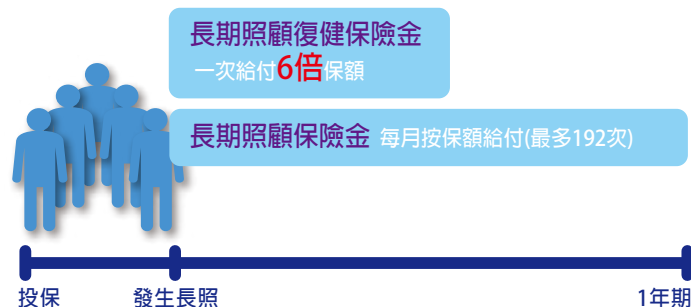 長期照顧復健保險金
一次給付6倍保額
長期照顧保險金 每月按保額給付(最多192次)
投保 發生長照 1年期